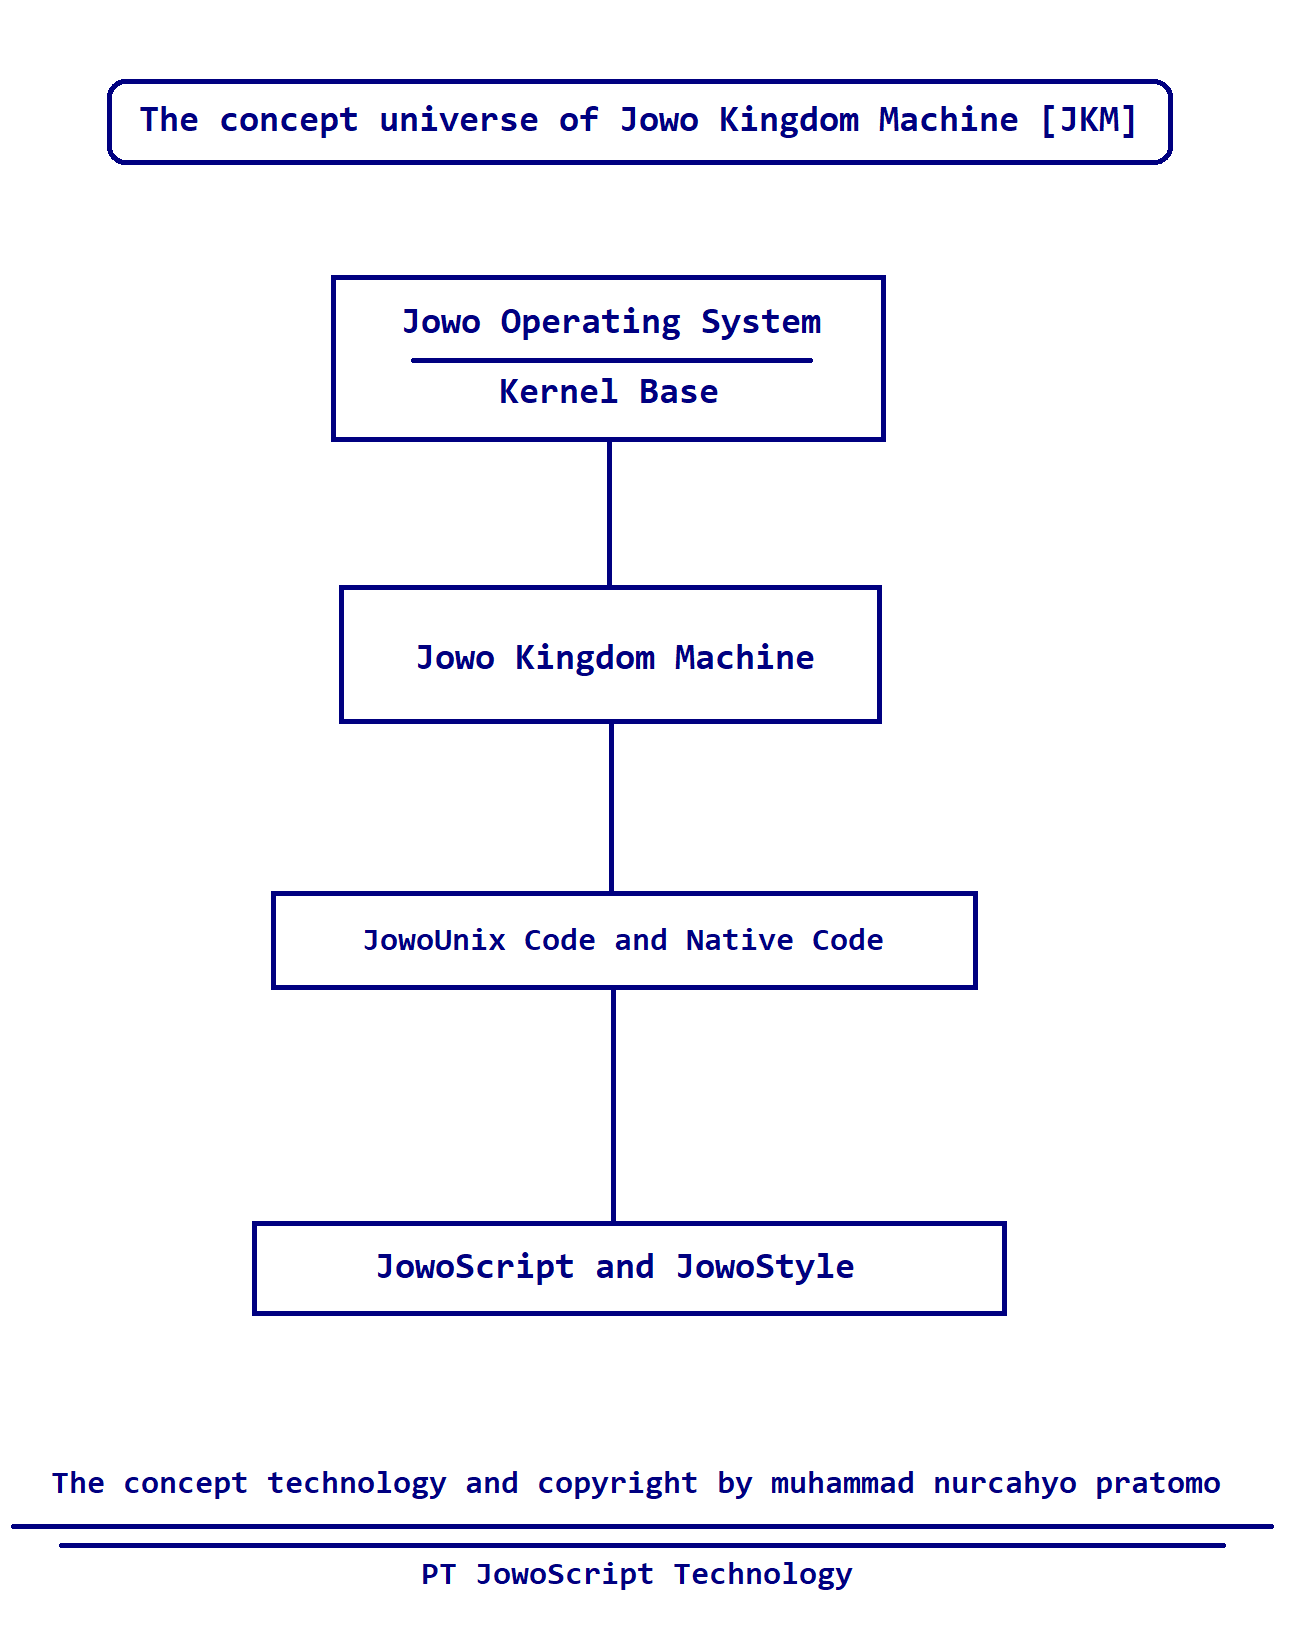 The concept universe of Jowo Kingdom Machine [JKM]
Jowo Operating System
Kernel Base
Jowo Kingdom Machine
JowoUnix Code and Native Code
JowoScript and JowoStyle
The concept technology and copyright by muhammad nurcahyo pratomo
PT JowoScript Technology